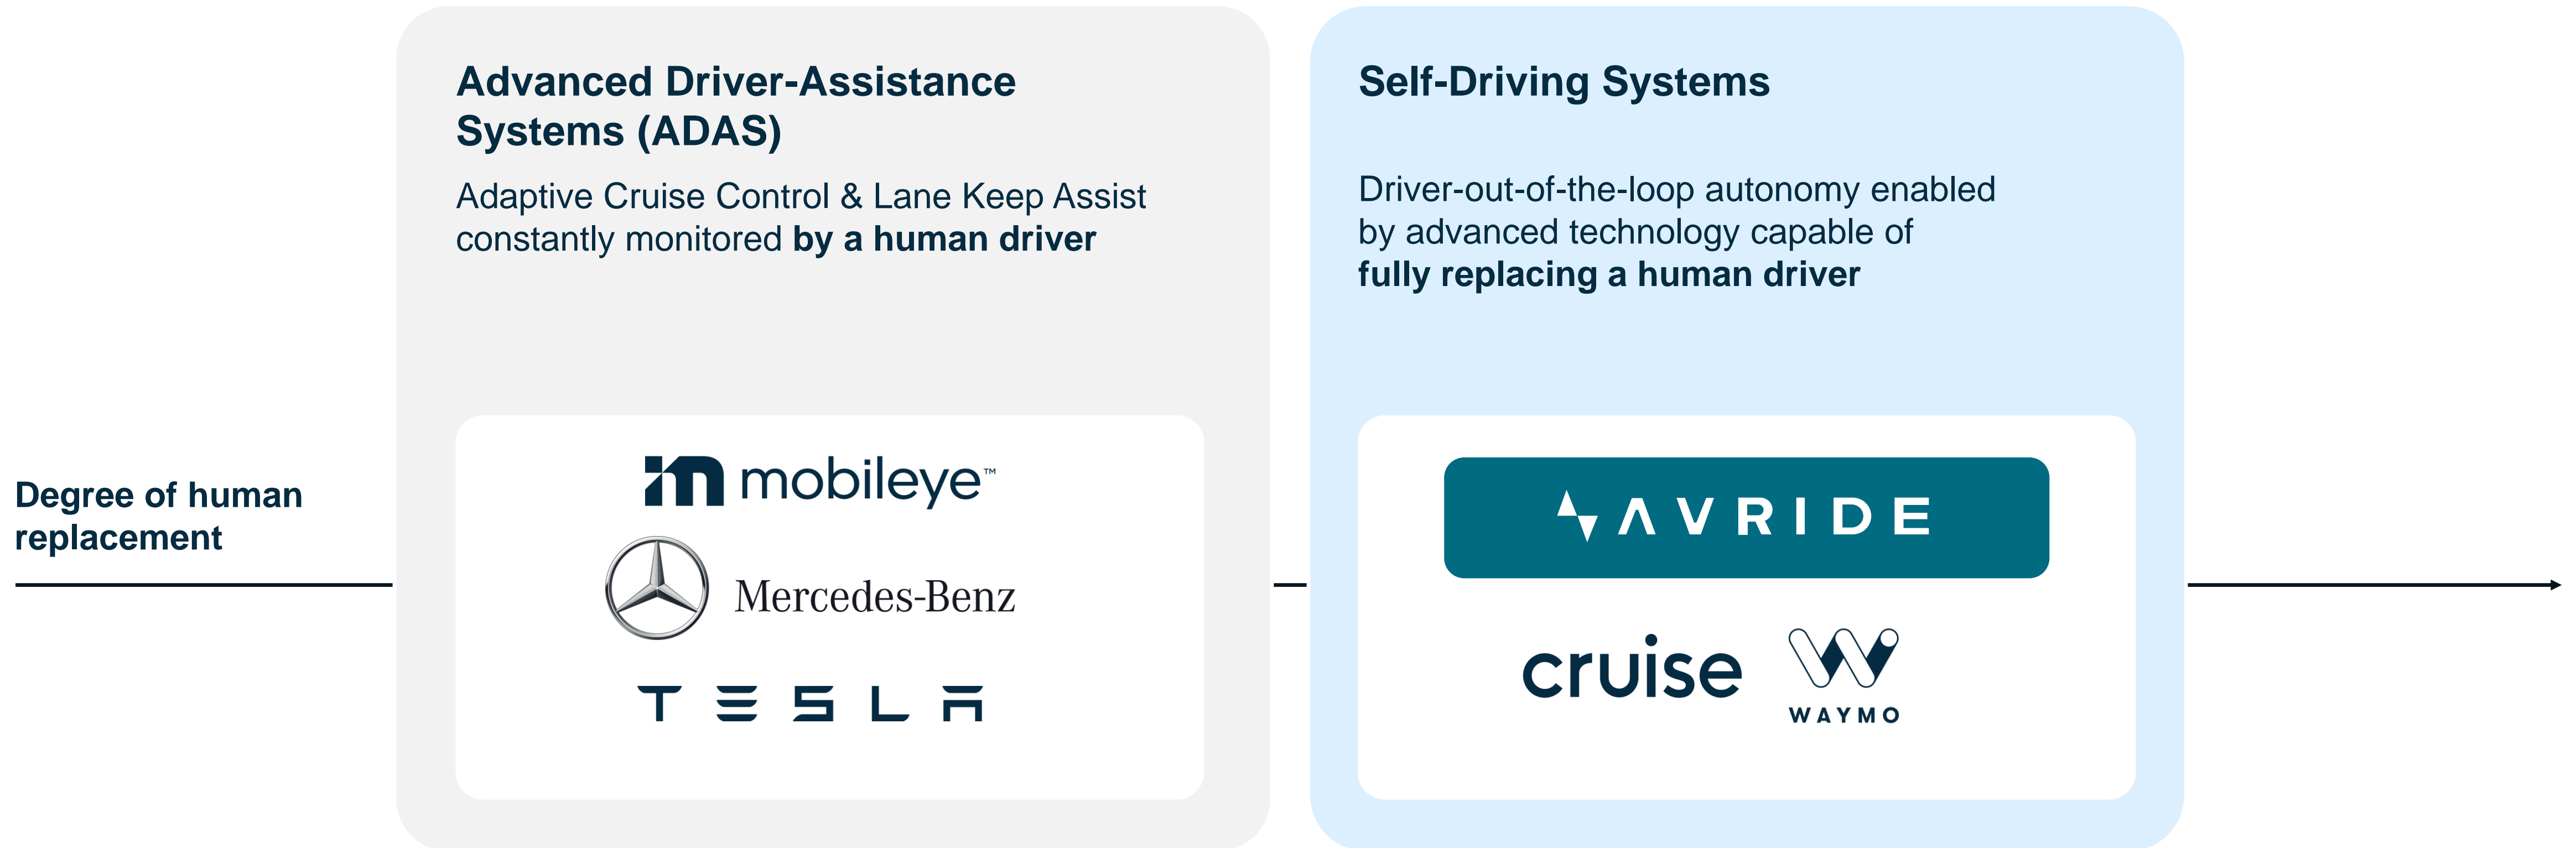 Advanced Driver-Assistance
Systems (ADAS)
Adaptive Cruise Control & Lane Keep Assist
constantly monitored by a human driver
mobileye™
Mercedes-Benz
TESLA
Self-Driving Systems
Driver-out-of-the-loop autonomy enabled
by advanced technology capable of
fully replacing a human driver
AVRIDE
cruise
WAYMO
Degree of human
replacement